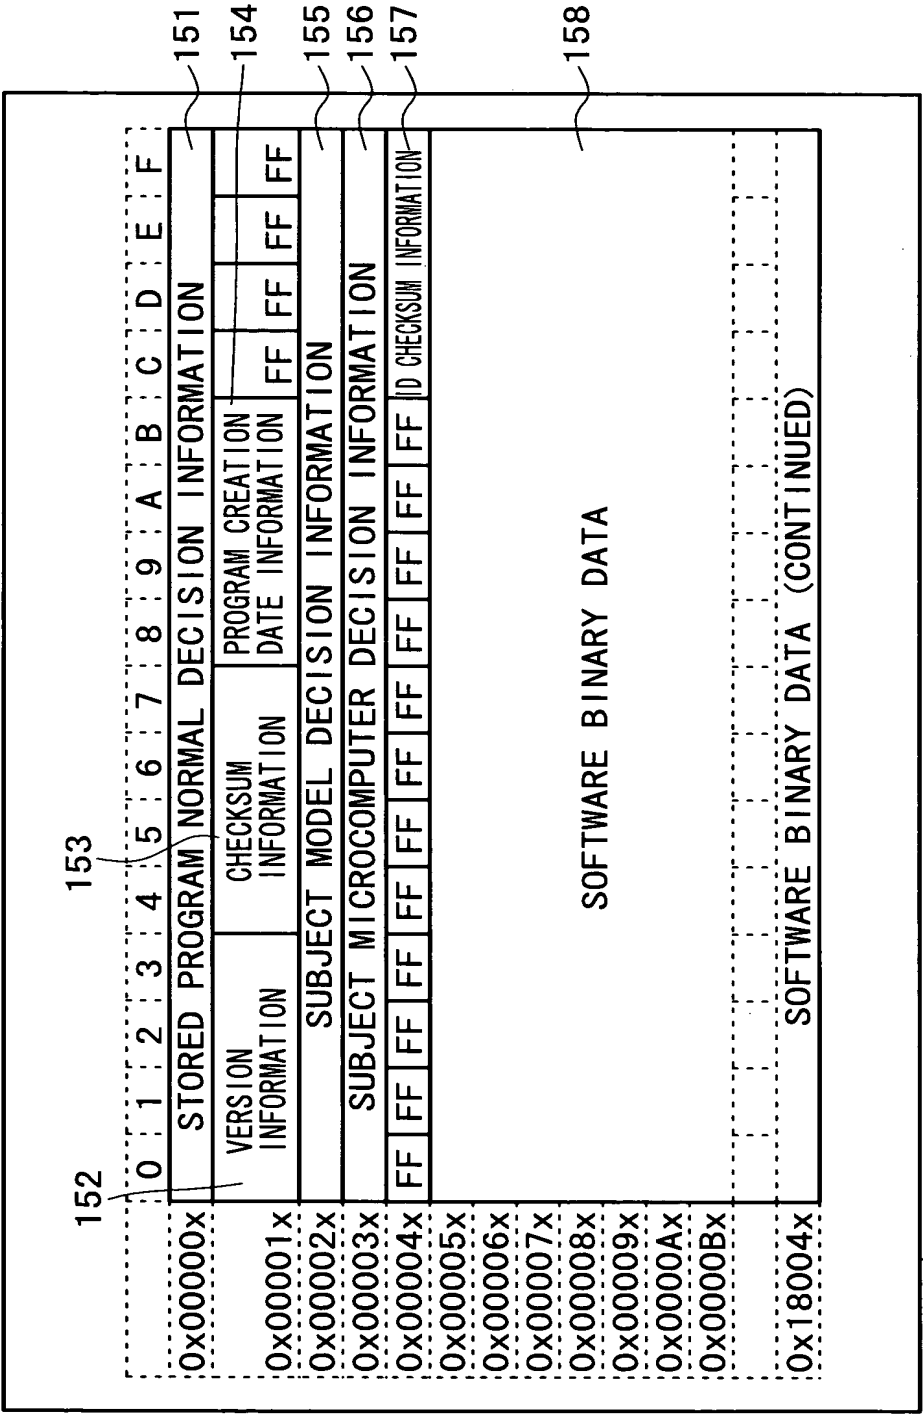 0 1 2 3 4 5 6 7 8 9 A B C D E F
0x00000x STORED PROGRAM NORMAL DECISION INFORMATION 151
152
153
154
0x00001x VERSION INFORMATION CHECKSUM INFORMATION PROGRAM CREATION DATE INFORMATION FF FF FF FF
0x00002x SUBJECT MODEL DECISION INFORMATION 155
0x00003x SUBJECT MICROCOMPUTER DECISION INFORMATION 156
0x00004x FF FF FF FF FF FF FF FF FF FF FF FF ID CHECKSUM INFORMATION 157
0x00005x
0x00006x
0x00007x
0x00008x SOFTWARE BINARY DATA 158
0x00009x
0x0000Ax
0x0000Bx
0x18004x SOFTWARE BINARY DATA (CONTINUED)